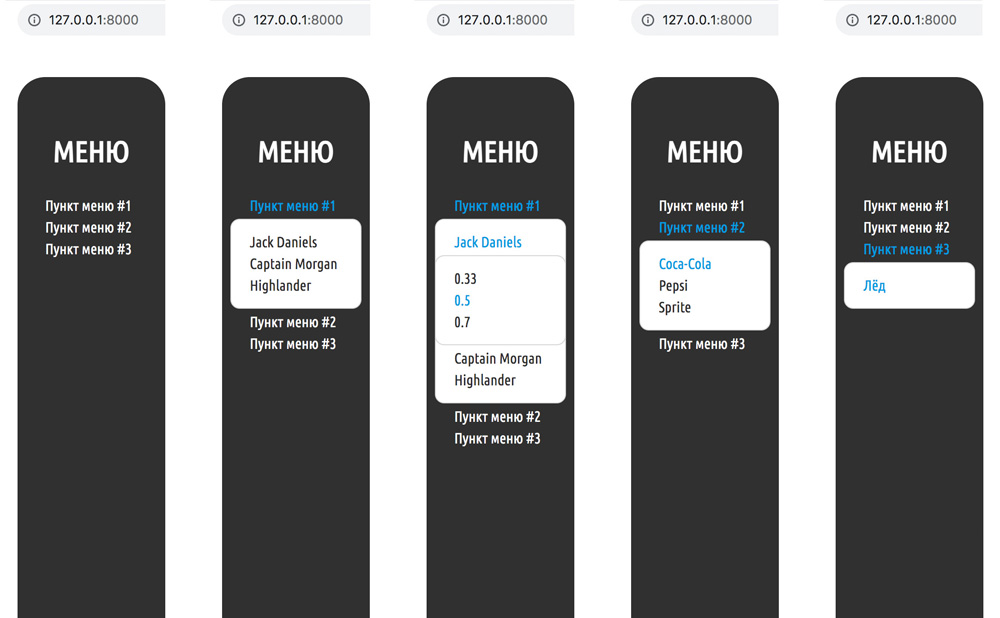 127.0.0.1:8000
МЕНЮ
Пункт меню #1
Пункт меню #2
Пункт меню #3
127.0.0.1:8000
МЕНЮ
Пункт меню #1
Jack Daniels
Captain Morgan
Highlander
Пункт меню #2
Пункт меню #3
127.0.0.1:8000
МЕНЮ
Пункт меню #1
Jack Daniels
0.33
0.5
0.7
Captain Morgan
Highlander
Пункт меню #2
Пункт меню #3
127.0.0.1:8000
МЕНЮ
Пункт меню #1
Пункт меню #2
Coca-Cola
Pepsi
Sprite
Пункт меню #3
127.0.0.1:8000
МЕНЮ
Пункт меню #1
Пункт меню #2
Пункт меню #3
Лёд